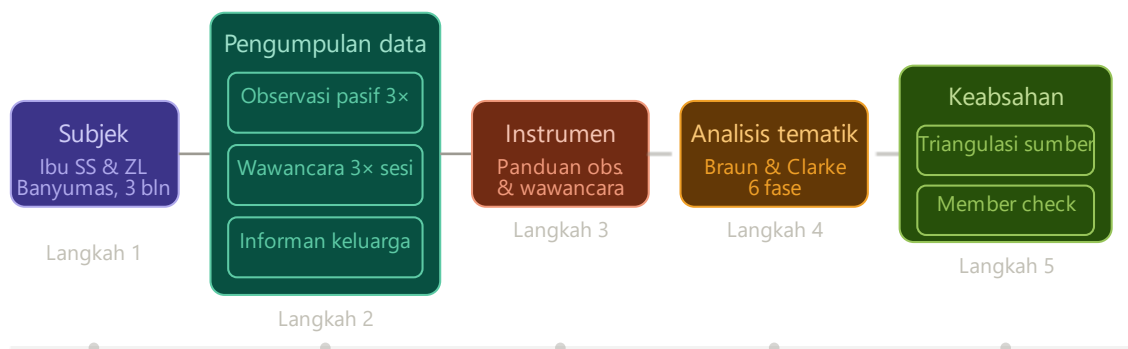 Subjek
Ibu SS & ZL
Banyumas, 3 bln
Langkah 1
Pengumpulan data
Observasi pasif 3×
Wawancara 3× sesi
Informan keluarga
Langkah 2
Instrumen
Panduan obs.
& wawancara
Langkah 3
Analisis tematik
Braun & Clarke
6 fase
Langkah 4
Keabsahan
Triangulasi sumber
Member check
Langkah 5